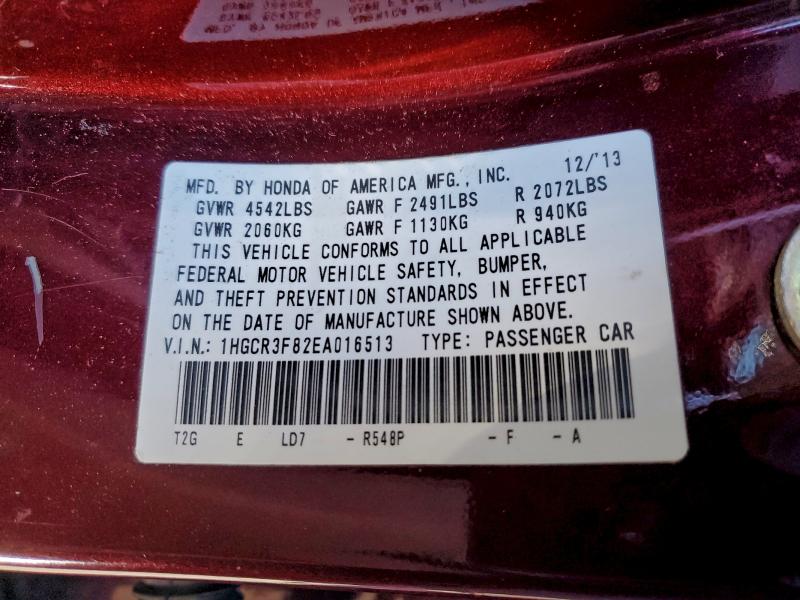 MFD. BY HONDA OF AMERICA MFG., INC. 12/'13
GVWR 4542LBS GAWR F 2491LBS R 2072LBS
GVWR 2060KG GAWR F 1130KG R 940KG
THIS VEHICLE CONFORMS TO ALL APPLICABLE
FEDERAL MOTOR VEHICLE SAFETY, BUMPER,
AND THEFT PREVENTION STANDARDS IN EFFECT
ON THE DATE OF MANUFACTURE SHOWN ABOVE.
V.I.N.: 1HGCR3F82EA016513 TYPE: PASSENGER CAR
T2G E LD7 - R548P - F - A